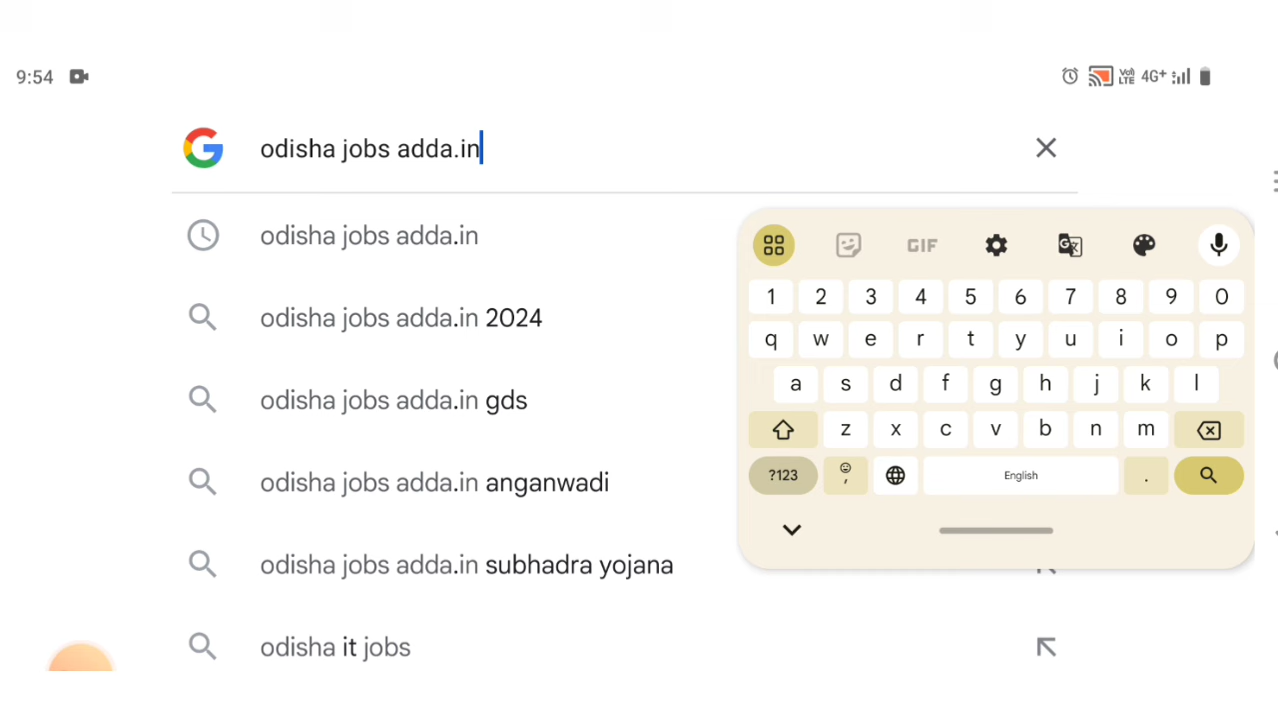 9:54
Vo)
LTE 4G+
odisha jobs adda.in
odisha jobs adda.in
odisha jobs adda.in 2024
odisha jobs adda.in gds
odisha jobs adda.in anganwadi
odisha jobs adda.in subhadra yojana
odisha it jobs
GIF
1 2 3 4 5 6 7 8 9 0
q w e r t y u i o p
a s d f g h j k l
z x c v b n m
?123 , English .